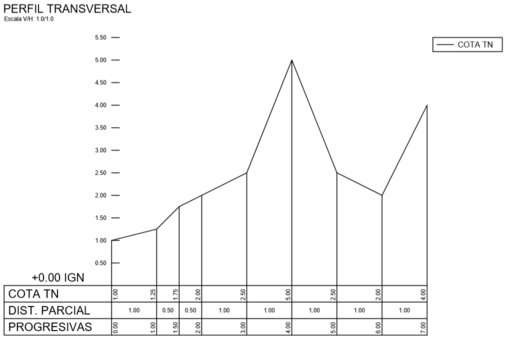 PERFIL TRANSVERSAL
Escala V/H: 1.0/1.0
COTA TN
5.50
5.00
4.50
4.00
3.50
3.00
2.50
2.00
1.50
1.00
0.50
+0.00 IGN
COTA TN 1.00 1.25 1.75 2.00 2.50 5.00 2.50 2.00 4.00
DIST. PARCIAL 1.00 0.50 0.50 1.00 1.00 1.00 1.00 1.00
PROGRESIVAS 0.00 1.00 1.50 2.00 3.00 4.00 5.00 6.00 7.00